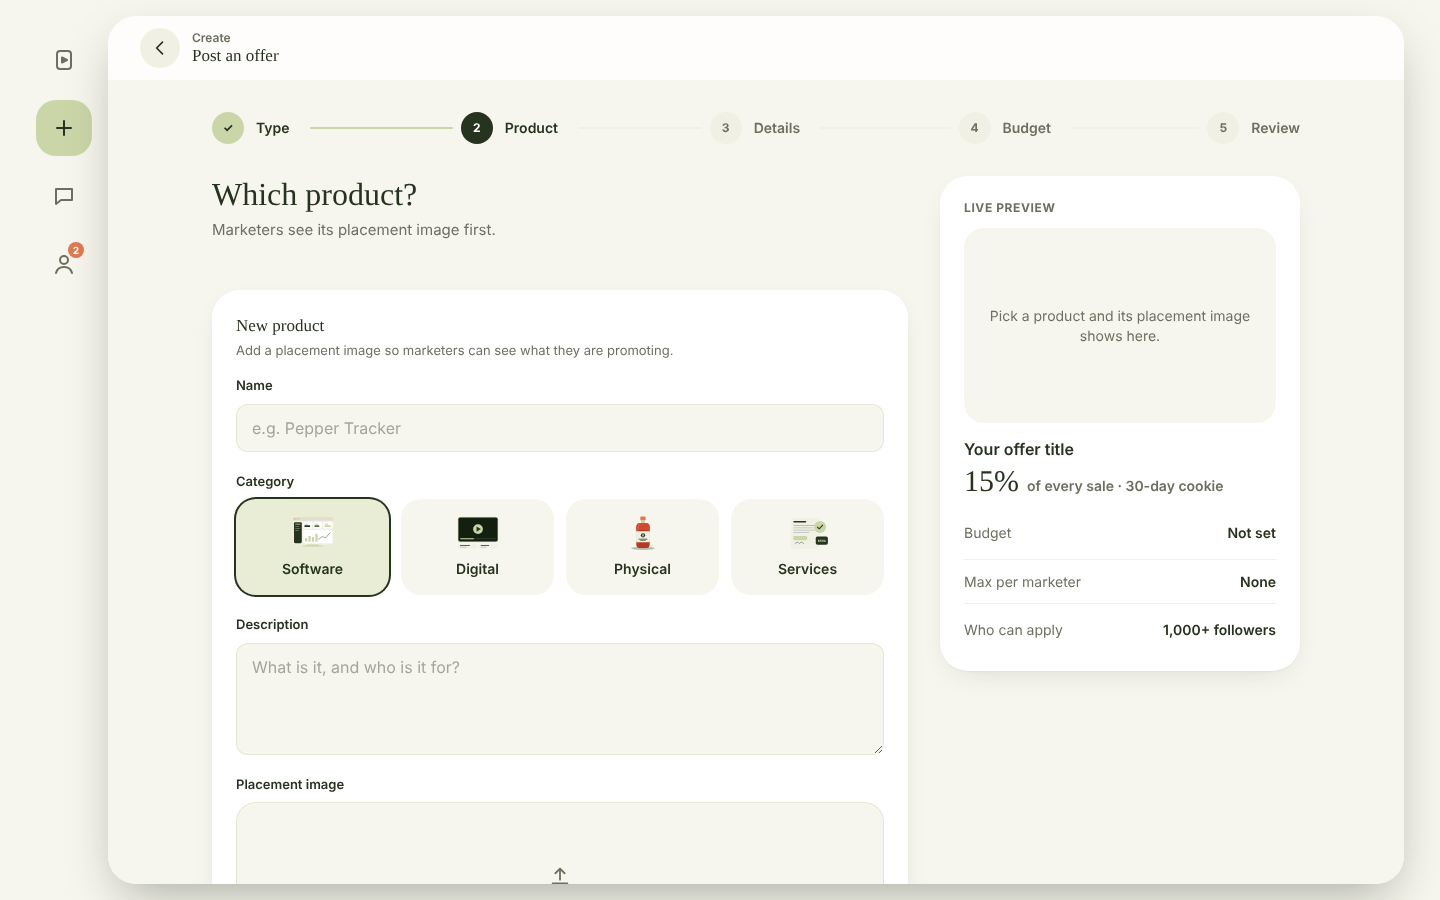 Create
Post an offer
2
Type
2
Product
3
Details
4
Budget
5
Review
Which product?
Marketers see its placement image first.
New product
Add a placement image so marketers can see what they are promoting.
Name
e.g. Pepper Tracker
Category
Software
Digital
Physical
Services
Description
What is it, and who is it for?
Placement image
LIVE PREVIEW
Pick a product and its placement image
shows here.
Your offer title
15% of every sale · 30-day cookie
Budget Not set
Max per marketer None
Who can apply 1,000+ followers